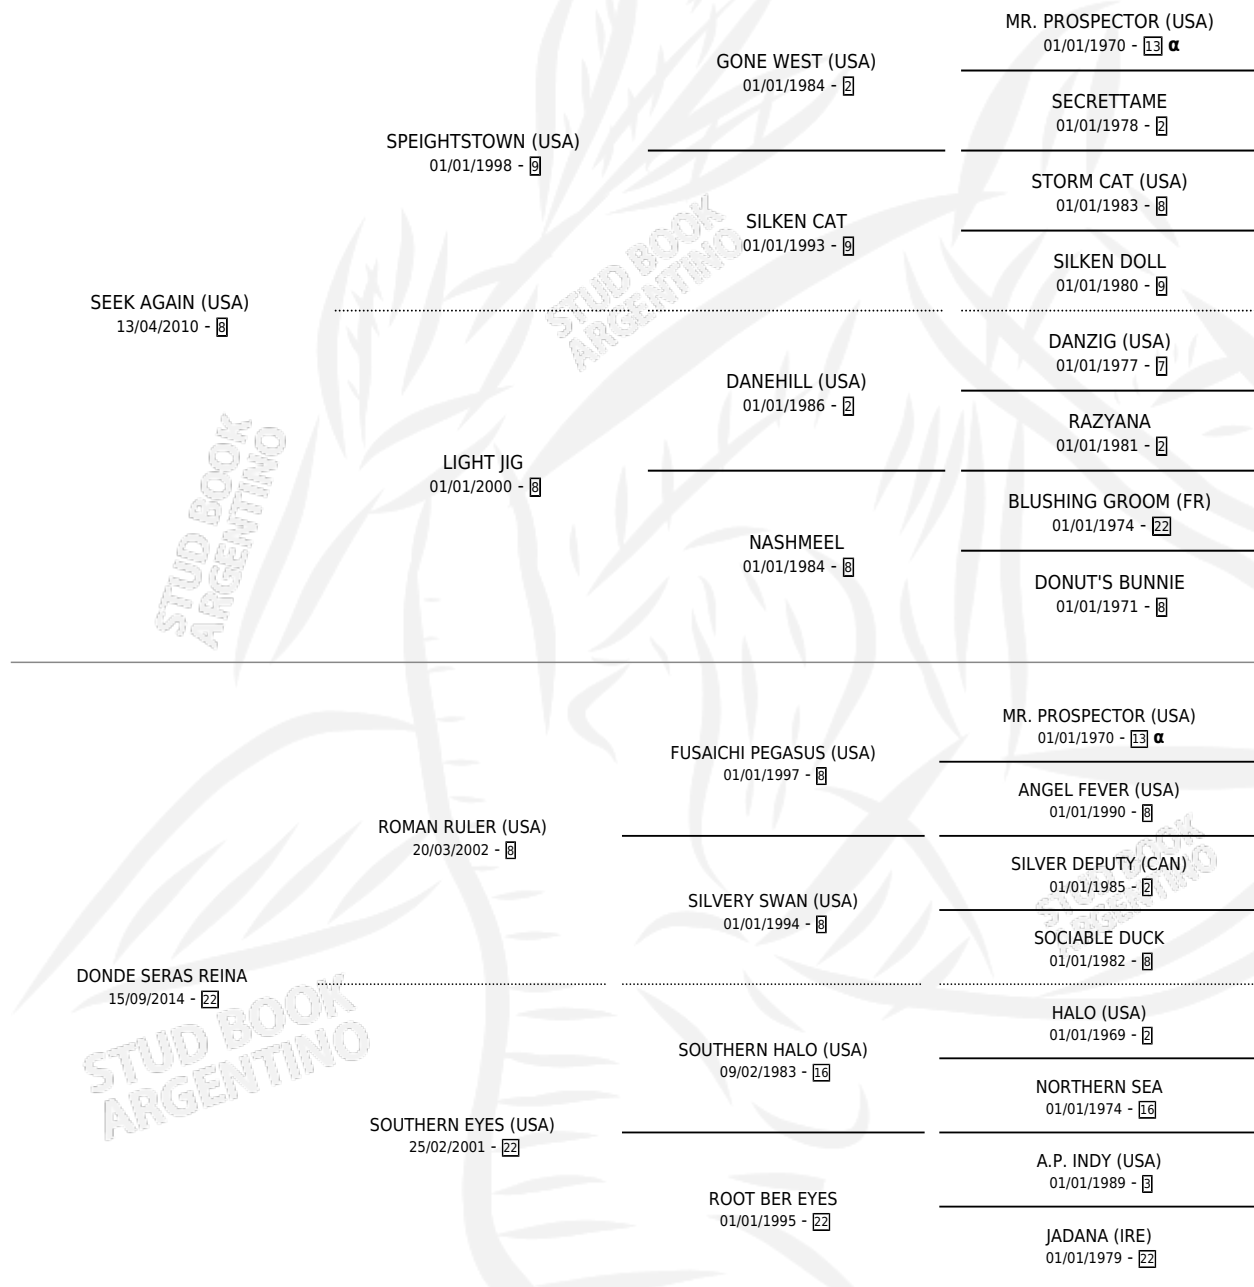 MR. PROSPECTOR (USA)
01/01/1970 - 13 α
GONE WEST (USA)
01/01/1984 - 2
SECRETTAME
01/01/1978 - 2
SPEIGHTSTOWN (USA)
01/01/1998 - 9
STORM CAT (USA)
01/01/1983 - 8
SILKEN CAT
01/01/1993 - 9
SILKEN DOLL
01/01/1980 - 9
SEEK AGAIN (USA)
13/04/2010 - 8
DANZIG (USA)
01/01/1977 - 7
DANEHILL (USA)
01/01/1986 - 2
RAZYANA
01/01/1981 - 2
LIGHT JIG
01/01/2000 - 8
BLUSHING GROOM (FR)
01/01/1974 - 22
NASHMEEL
01/01/1984 - 8
DONUT'S BUNNIE
01/01/1971 - 8
MR. PROSPECTOR (USA)
01/01/1970 - 13 α
FUSAICHI PEGASUS (USA)
01/01/1997 - 8
ANGEL FEVER (USA)
01/01/1990 - 8
ROMAN RULER (USA)
20/03/2002 - 8
SILVER DEPUTY (CAN)
01/01/1985 - 2
SILVERY SWAN (USA)
01/01/1994 - 8
SOCIABLE DUCK
01/01/1982 - 8
DONDE SERAS REINA
15/09/2014 - 22
HALO (USA)
01/01/1969 - 2
SOUTHERN HALO (USA)
09/02/1983 - 16
NORTHERN SEA
01/01/1974 - 16
SOUTHERN EYES (USA)
25/02/2001 - 22
A.P. INDY (USA)
01/01/1989 - 3
ROOT BER EYES
01/01/1995 - 22
JADANA (IRE)
01/01/1979 - 22
STUD BOOK
ARGENTINO
STUD BOOK
ARGENTINO
STUD BOOK
ARGENTINO
STUD BOOK
ARGENTINO